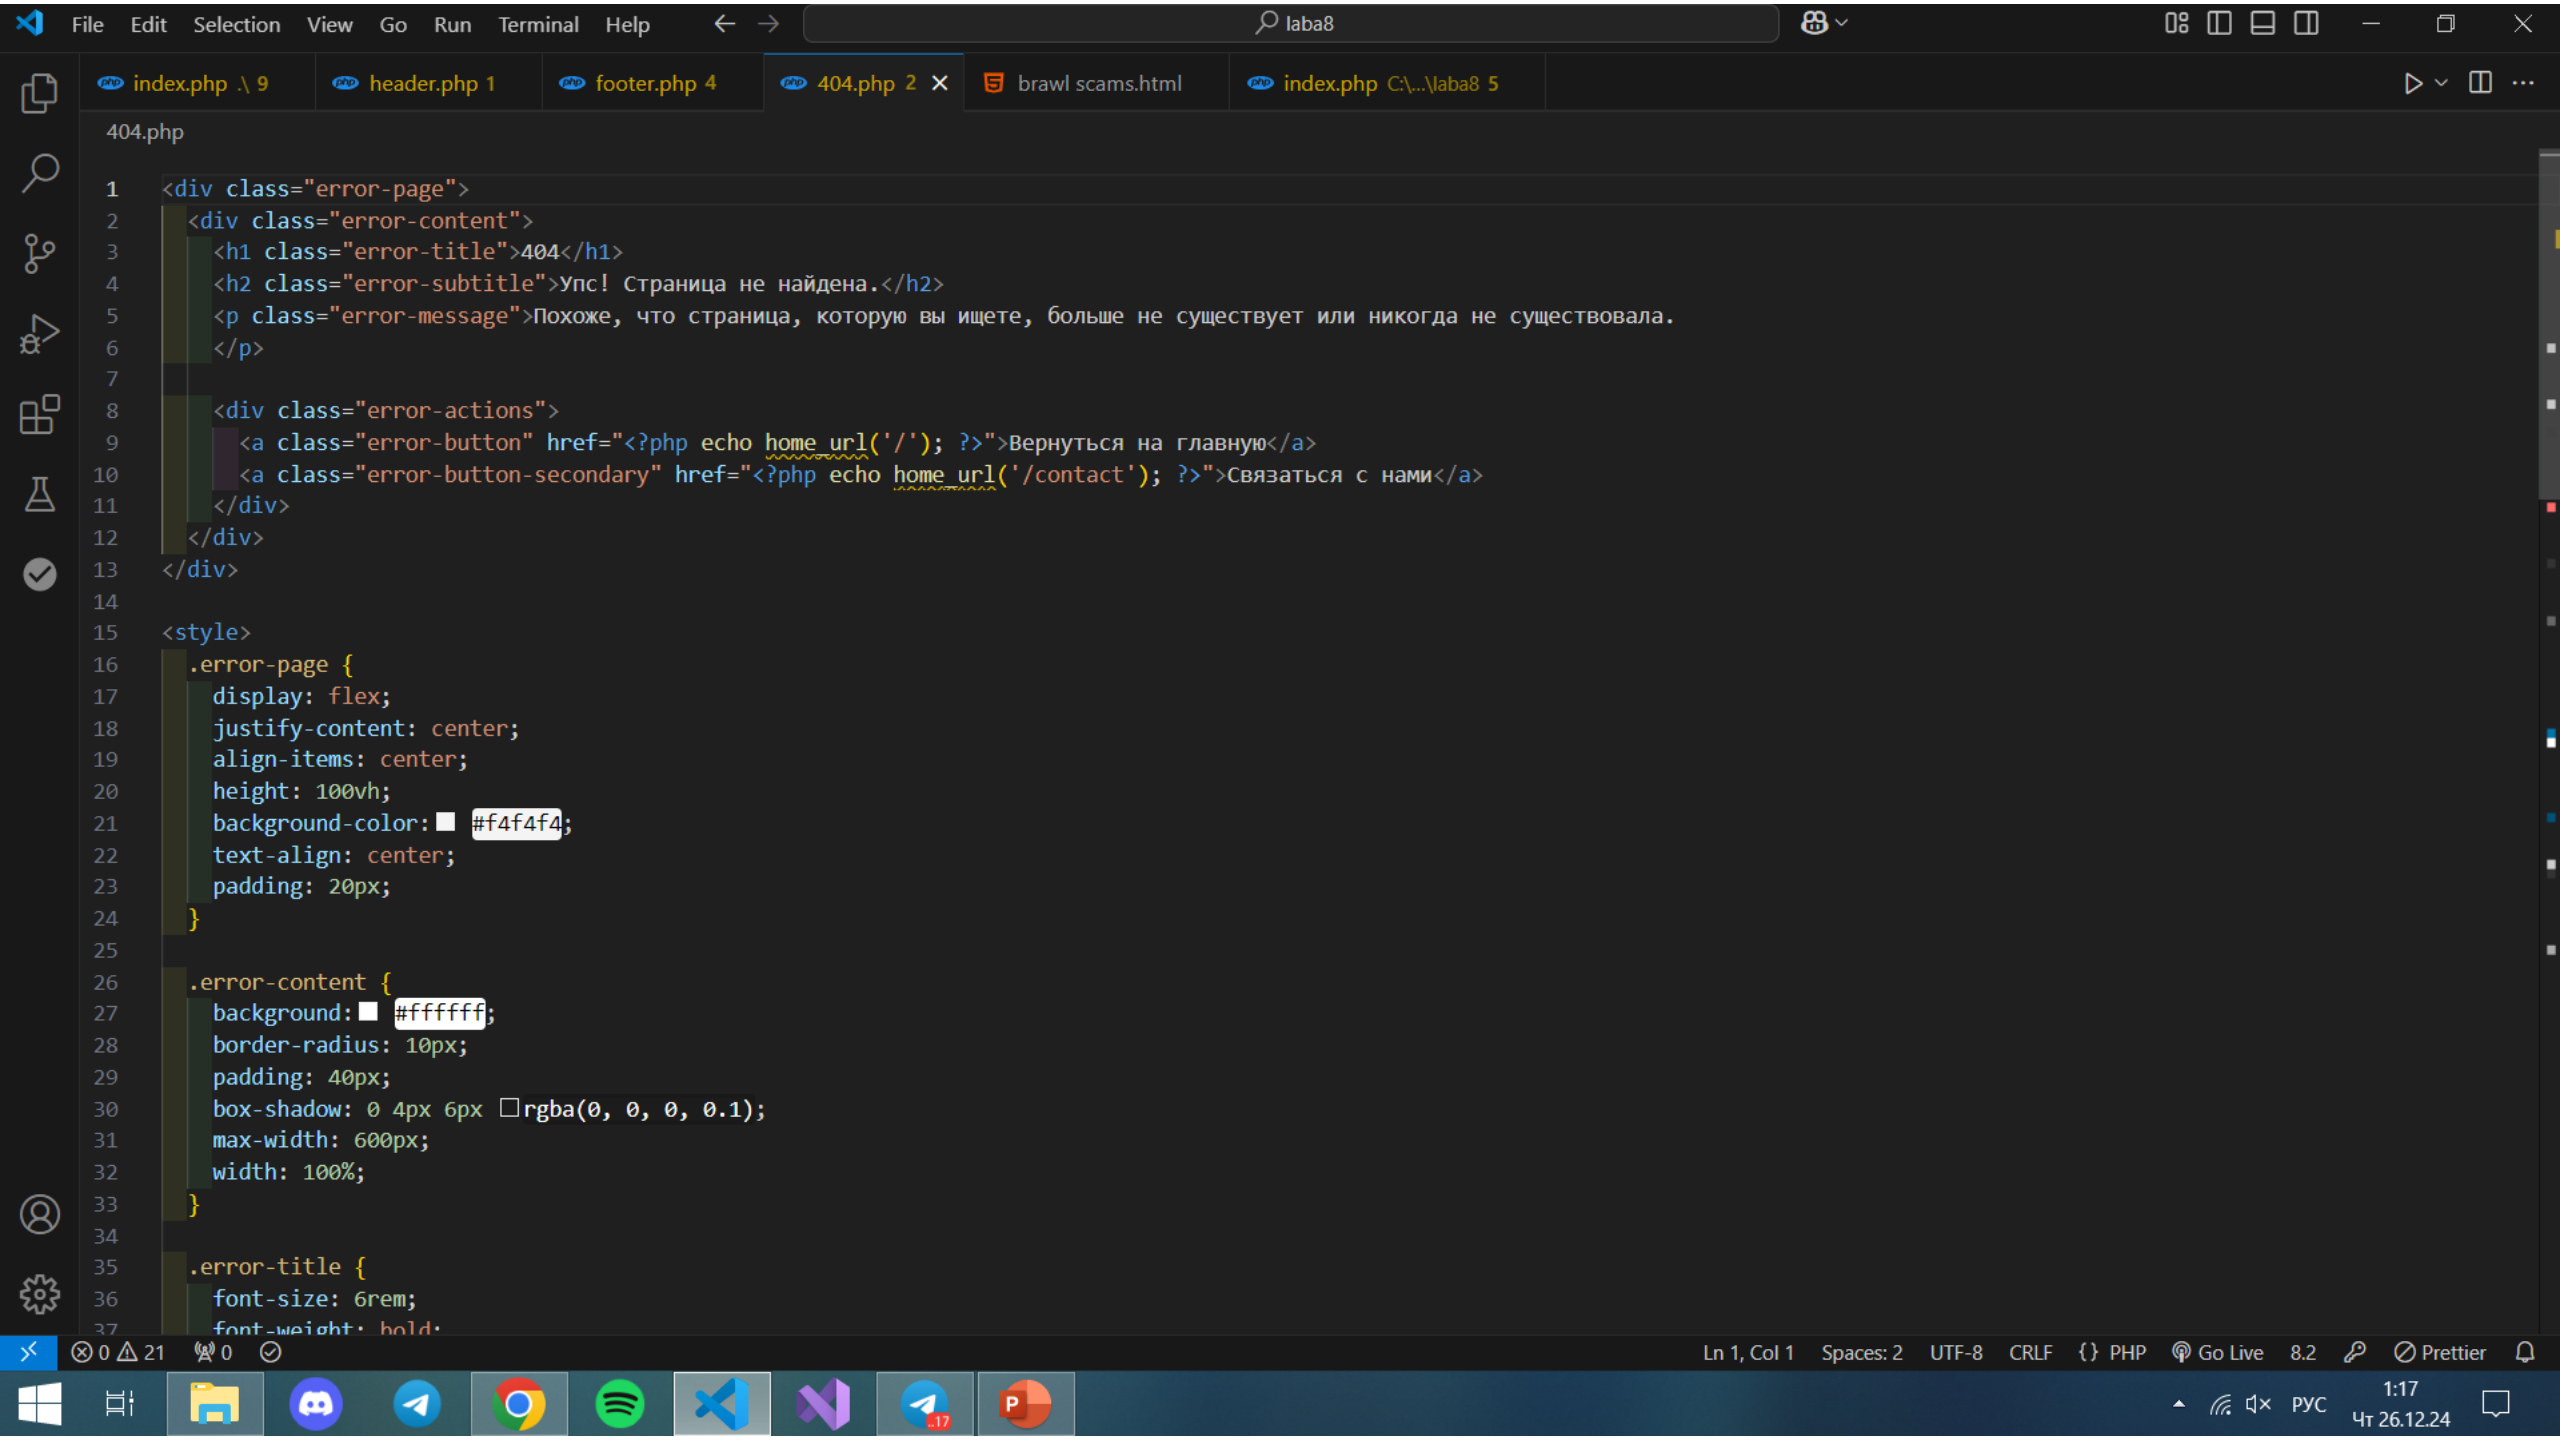 File Edit Selection View Go Run Terminal Help laba8
index.php .\ 9 header.php 1 footer.php 4 404.php 2 brawl scams.html index.php C:\...\laba8 5
404.php
1 <div class="error-page">
2 <div class="error-content">
3 <h1 class="error-title">404</h1>
4 <h2 class="error-subtitle">Упс! Страница не найдена.</h2>
5 <p class="error-message">Похоже, что страница, которую вы ищете, больше не существует или никогда не существовала.
6 </p>
7
8 <div class="error-actions">
9 <a class="error-button" href="<?php echo home_url('/'); ?>">Вернуться на главную</a>
10 <a class="error-button-secondary" href="<?php echo home_url('/contact'); ?>">Связаться с нами</a>
11 </div>
12 </div>
13 </div>
14
15 <style>
16 .error-page {
17 display: flex;
18 justify-content: center;
19 align-items: center;
20 height: 100vh;
21 background-color: #f4f4f4;
22 text-align: center;
23 padding: 20px;
24 }
25
26 .error-content {
27 background: #ffffff;
28 border-radius: 10px;
29 padding: 40px;
30 box-shadow: 0 4px 6px rgba(0, 0, 0, 0.1);
31 max-width: 600px;
32 width: 100%;
33 }
34
35 .error-title {
36 font-size: 6rem;
37 font-weight: bold;
0 21 0 Ln 1, Col 1 Spaces: 2 UTF-8 CRLF {} PHP Go Live 8.2 Prettier
..17 РУС 1:17
Чт 26.12.24